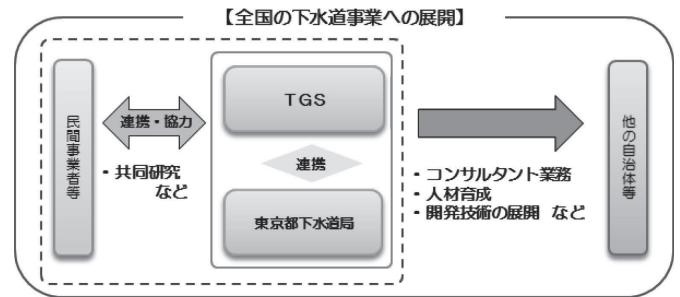 【全国の下水道事業への展開】
民間事業者等
連携・協力
・共同研究
など
TGS
連携
東京都下水道局
・コンサルタント業務
・人材育成
・開発技術の展開 など
他の自治体等